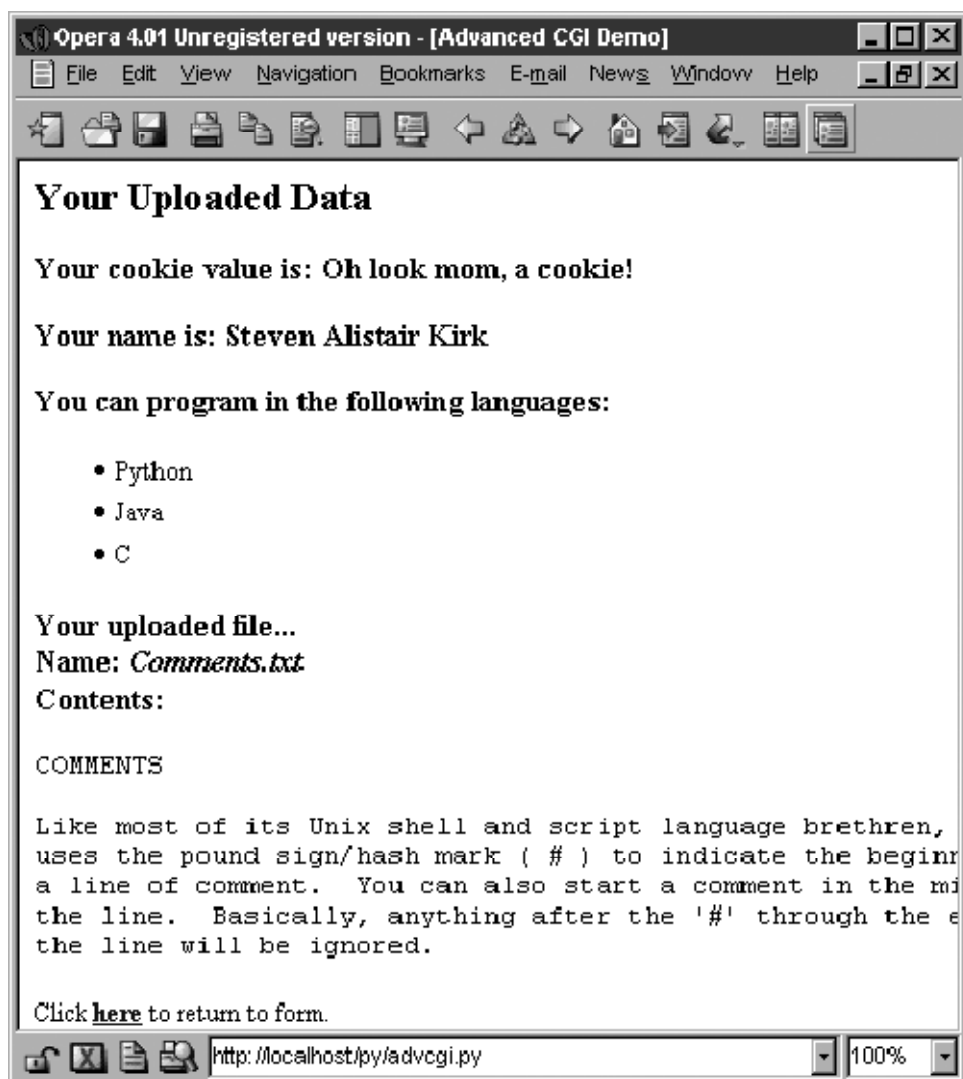 Opera 4.01 Unregistered version - [Advanced CGI Demo]
File Edit View Navigation Bookmarks E-mail News Window Help
Your Uploaded Data
Your cookie value is: Oh look mom, a cookie!
Your name is: Steven Alistair Kirk
You can program in the following languages:
• Python
• Java
• C
Your uploaded file...
Name: Comments.txt
Contents:
COMMENTS
Like most of its Unix shell and script language brethren,
uses the pound sign/hash mark ( # ) to indicate the
a line of comment.  You can also start a comment in the
the line.  Basically, anything after the '#' through the
the line will be ignored.
Click here to return to form.
http://localhost/py/advcgi.py 100%